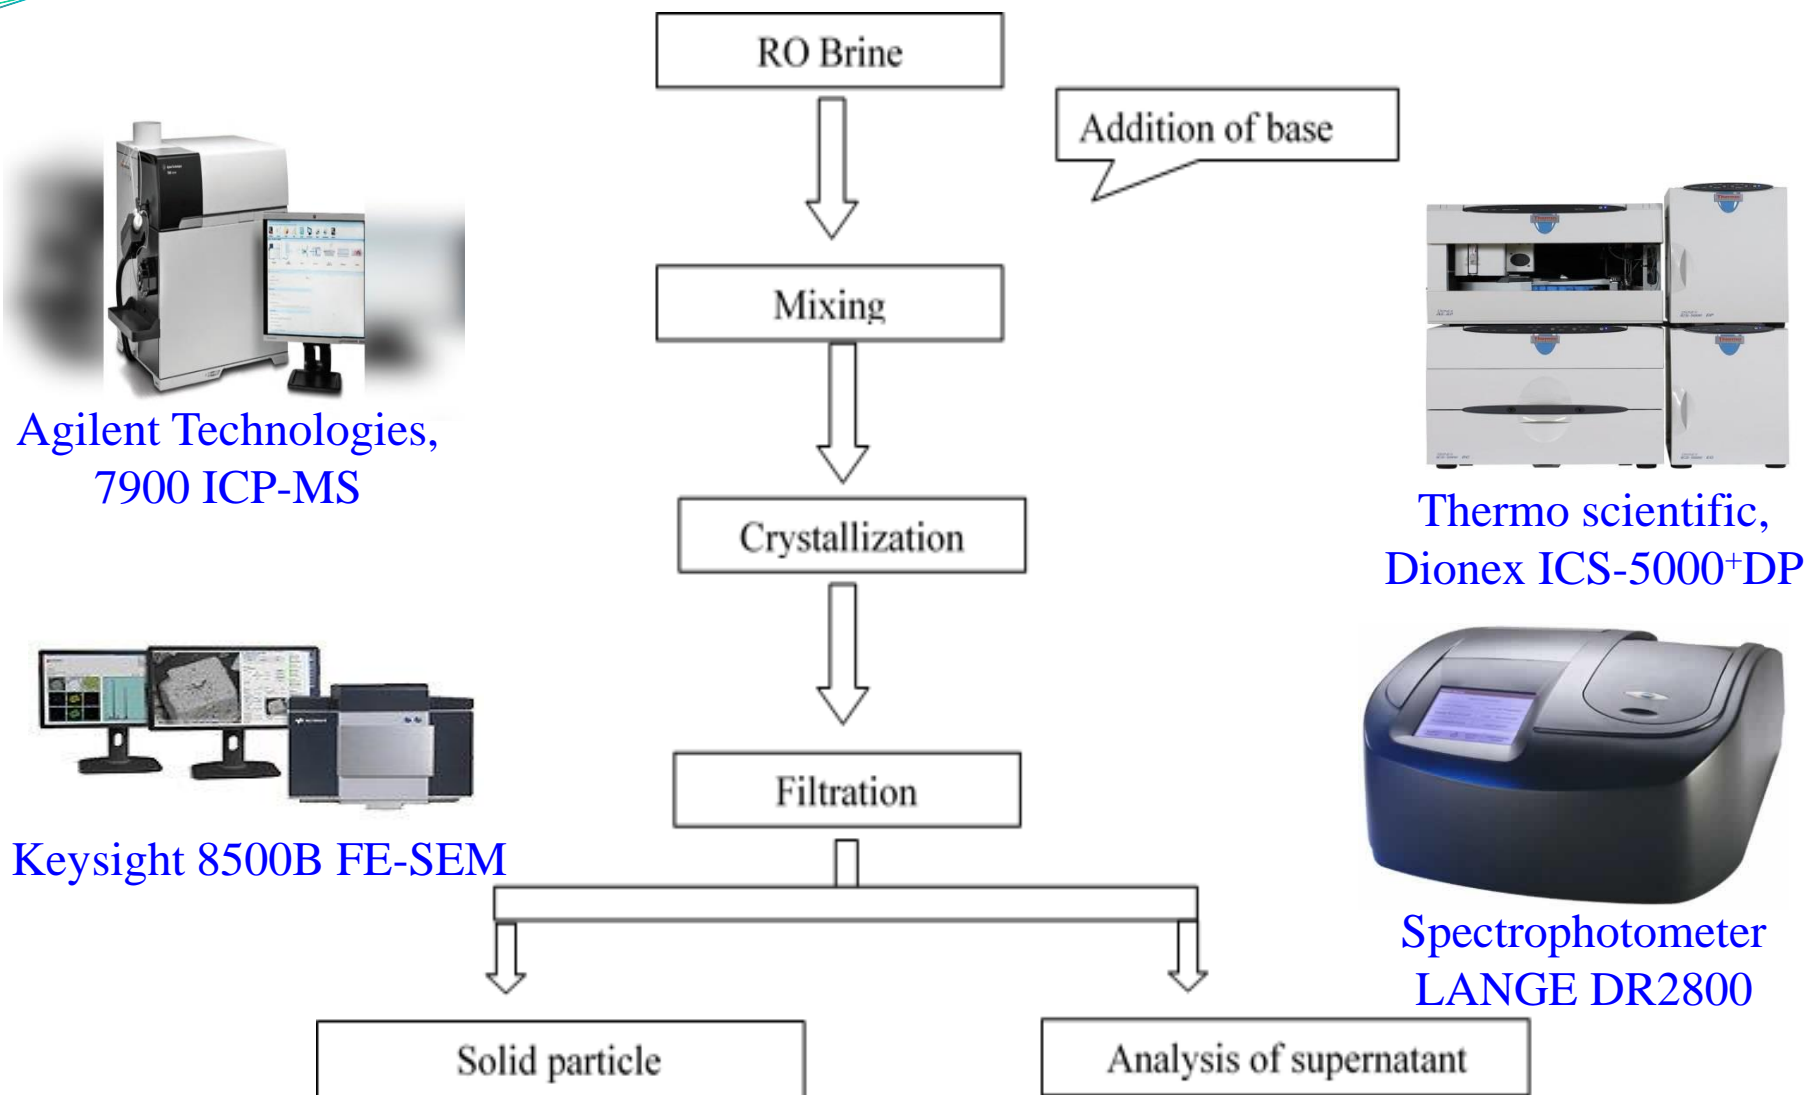 RO Brine
Addition of base
Mixing
Agilent Technologies,
7900 ICP-MS
Crystallization
Thermo scientific,
Dionex ICS-5000⁺DP
Filtration
Keysight 8500B FE-SEM
Spectrophotometer
LANGE DR2800
Solid particle
Analysis of supernatant